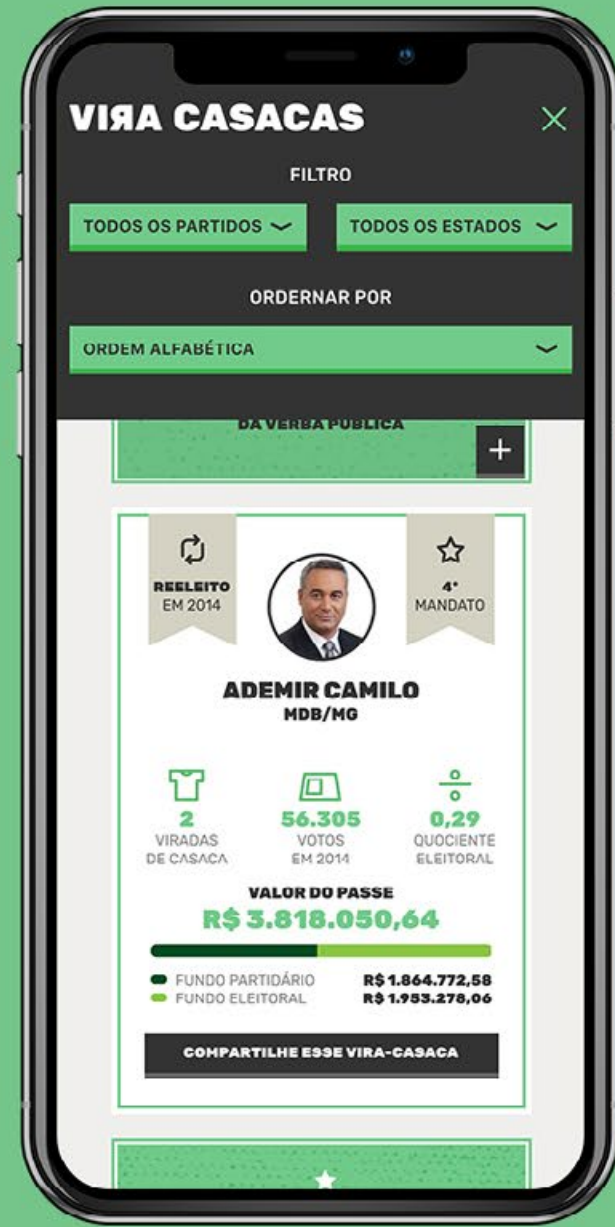 VIЯA CASACAS
FILTRO
TODOS OS PARTIDOS
TODOS OS ESTADOS
ORDERNAR POR
ORDEM ALFABÉTICA
DA VERBA PÚBLICA
+
REELEITO
EM 2014
4°
MANDATO
ADEMIR CAMILO
MDB/MG
2
VIRADAS
DE CASACA
56.305
VOTOS
EM 2014
0,29
QUOCIENTE
ELEITORAL
VALOR DO PASSE
R$ 3.818.050,64
FUNDO PARTIDÁRIO R$ 1.864.772,58
FUNDO ELEITORAL R$ 1.953.278,06
COMPARTILHE ESSE VIRA-CASACA